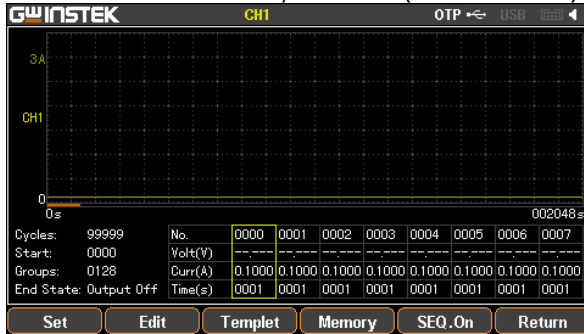 GWINSTEK CH1 OTP USB
3A
CH1
0
0s 002048s
Cycles: 99999 No. 0000 0001 0002 0003 0004 0005 0006 0007
Start: 0000 Volt(V) --.--- --.--- --.--- --.--- --.--- --.--- --.--- --.---
Groups: 0128 Curr(A) 0.1000 0.1000 0.1000 0.1000 0.1000 0.1000 0.1000 0.1000
End State: Output Off Time(s) 0001 0001 0001 0001 0001 0001 0001 0001
Set Edit Templet Memory SEQ.On Return